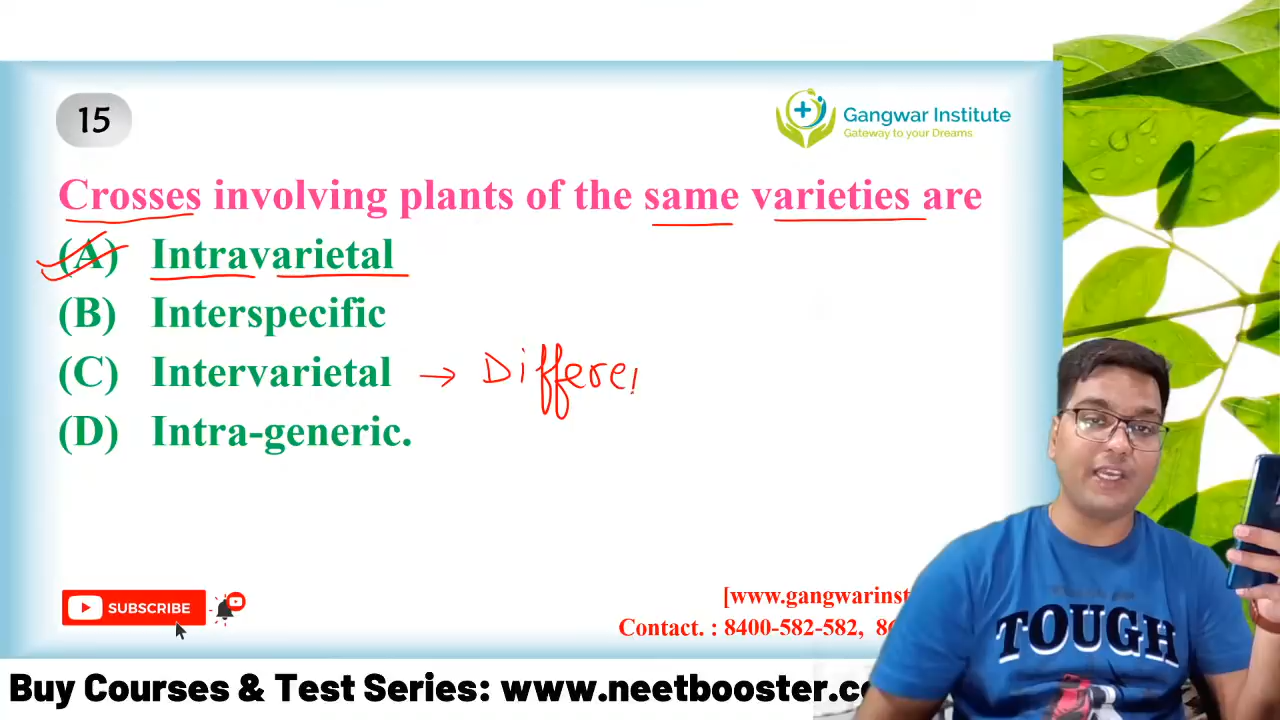 15
Gangwar Institute
Gateway to your Dreams
Crosses involving plants of the same varieties are
(A) Intravarietal
(B) Interspecific
(C) Intervarietal → Differe
(D) Intra-generic.
SUBSCRIBE
[www.gangwarinst
Contact. : 8400-582-582, 8
TOUGH
Buy Courses & Test Series: www.neetbooster.co